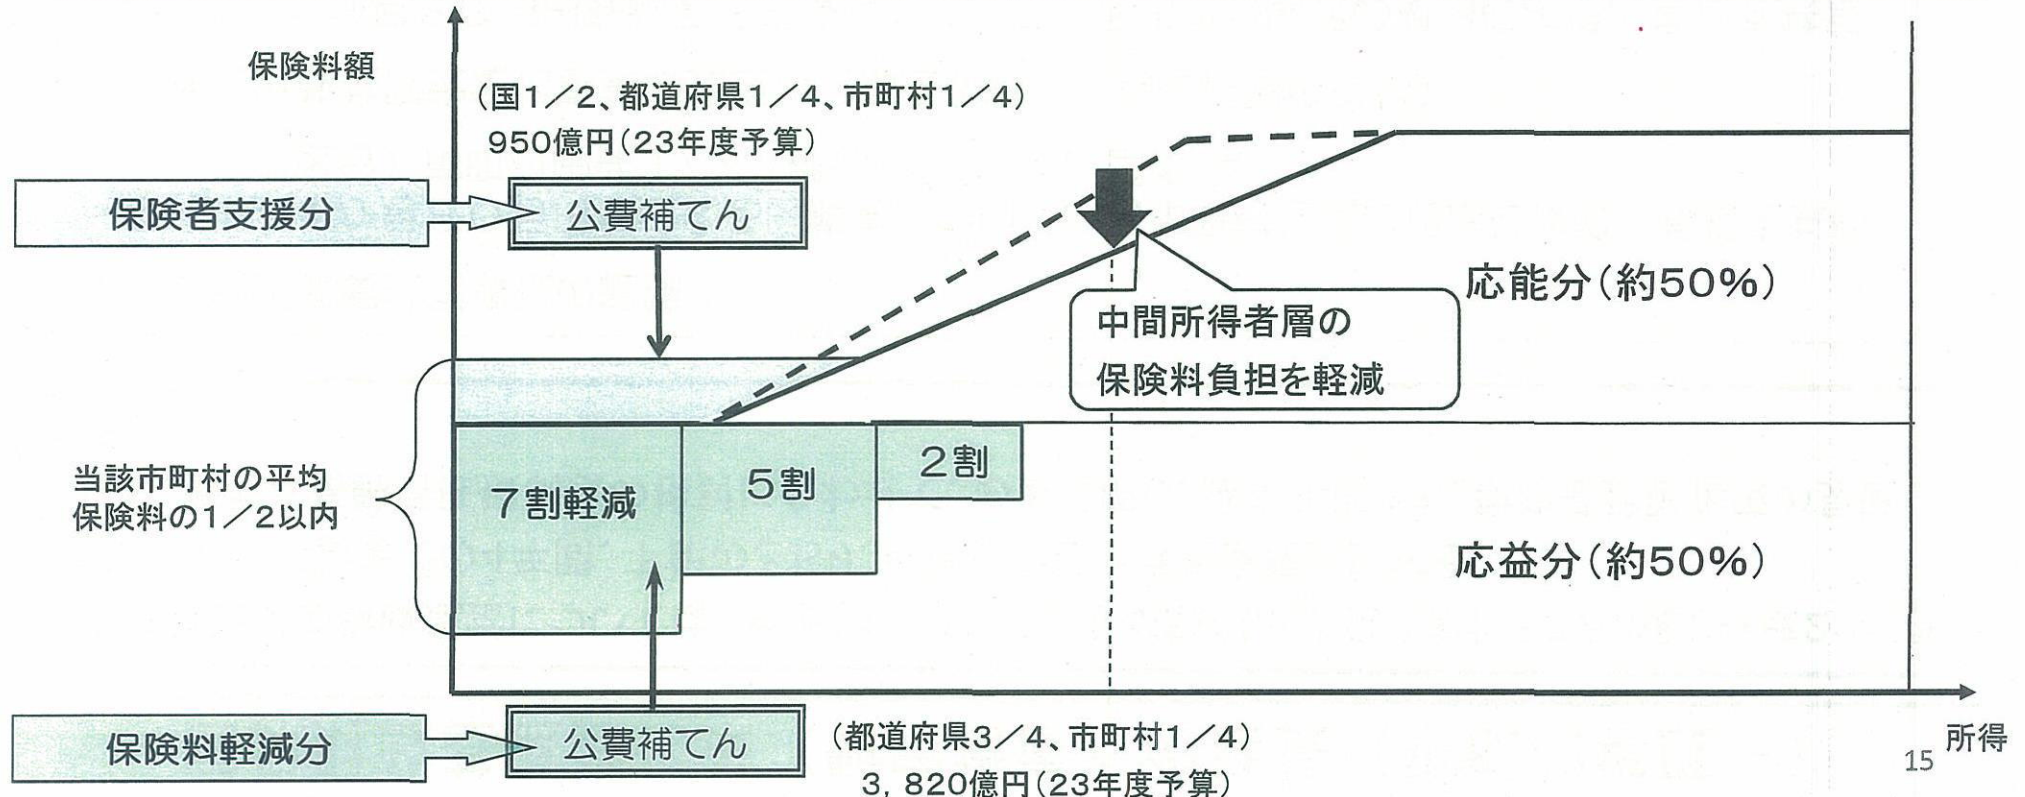 保険料額
(国1/2、都道府県1/4、市町村1/4)
950億円(23年度予算)
保険者支援分
公費補てん
応能分(約50%)
中間所得者層の
保険料負担を軽減
当該市町村の平均
保険料の1/2以内
7割軽減
5割
2割
応益分(約50%)
保険料軽減分
公費補てん
(都道府県3/4、市町村1/4)
3,820億円(23年度予算)
所得
15